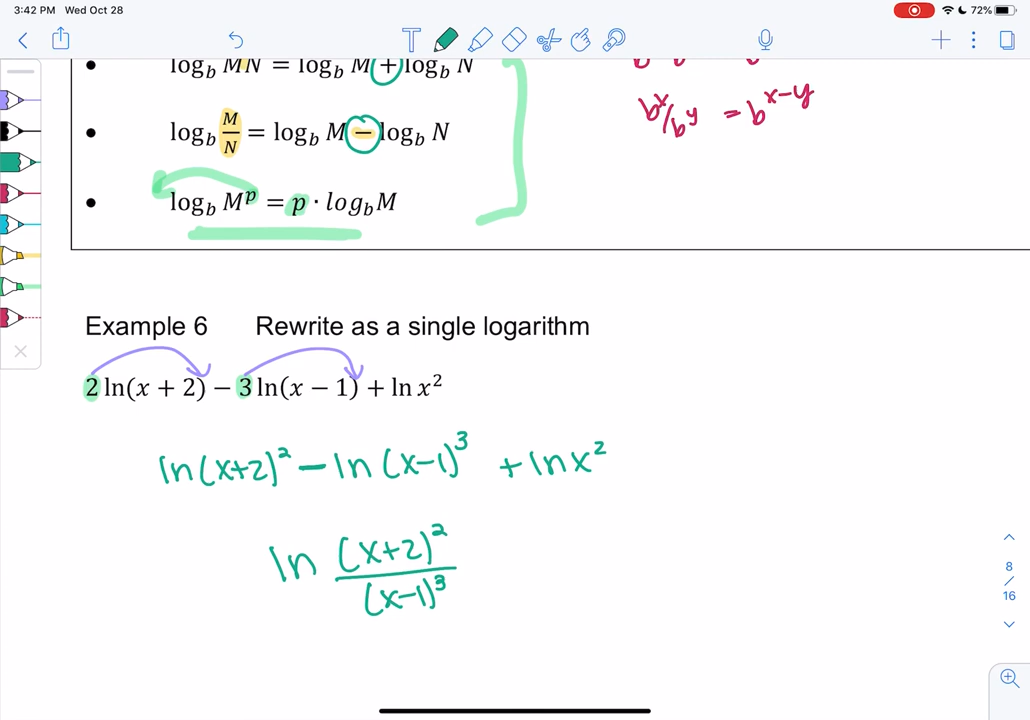 3:42 PM Wed Oct 28
72%
T
• log_b MN = log_b M + log_b N
b^x/b^y = b^{x-y}
• log_b M/N = log_b M − log_b N
• log_b M^p = p · log_b M
Example 6 Rewrite as a single logarithm
2 ln(x + 2) − 3 ln(x − 1) + ln x²
ln(x+2)² − ln(x−1)³ + ln x²
ln (x+2)²/(x−1)³
8
/
16